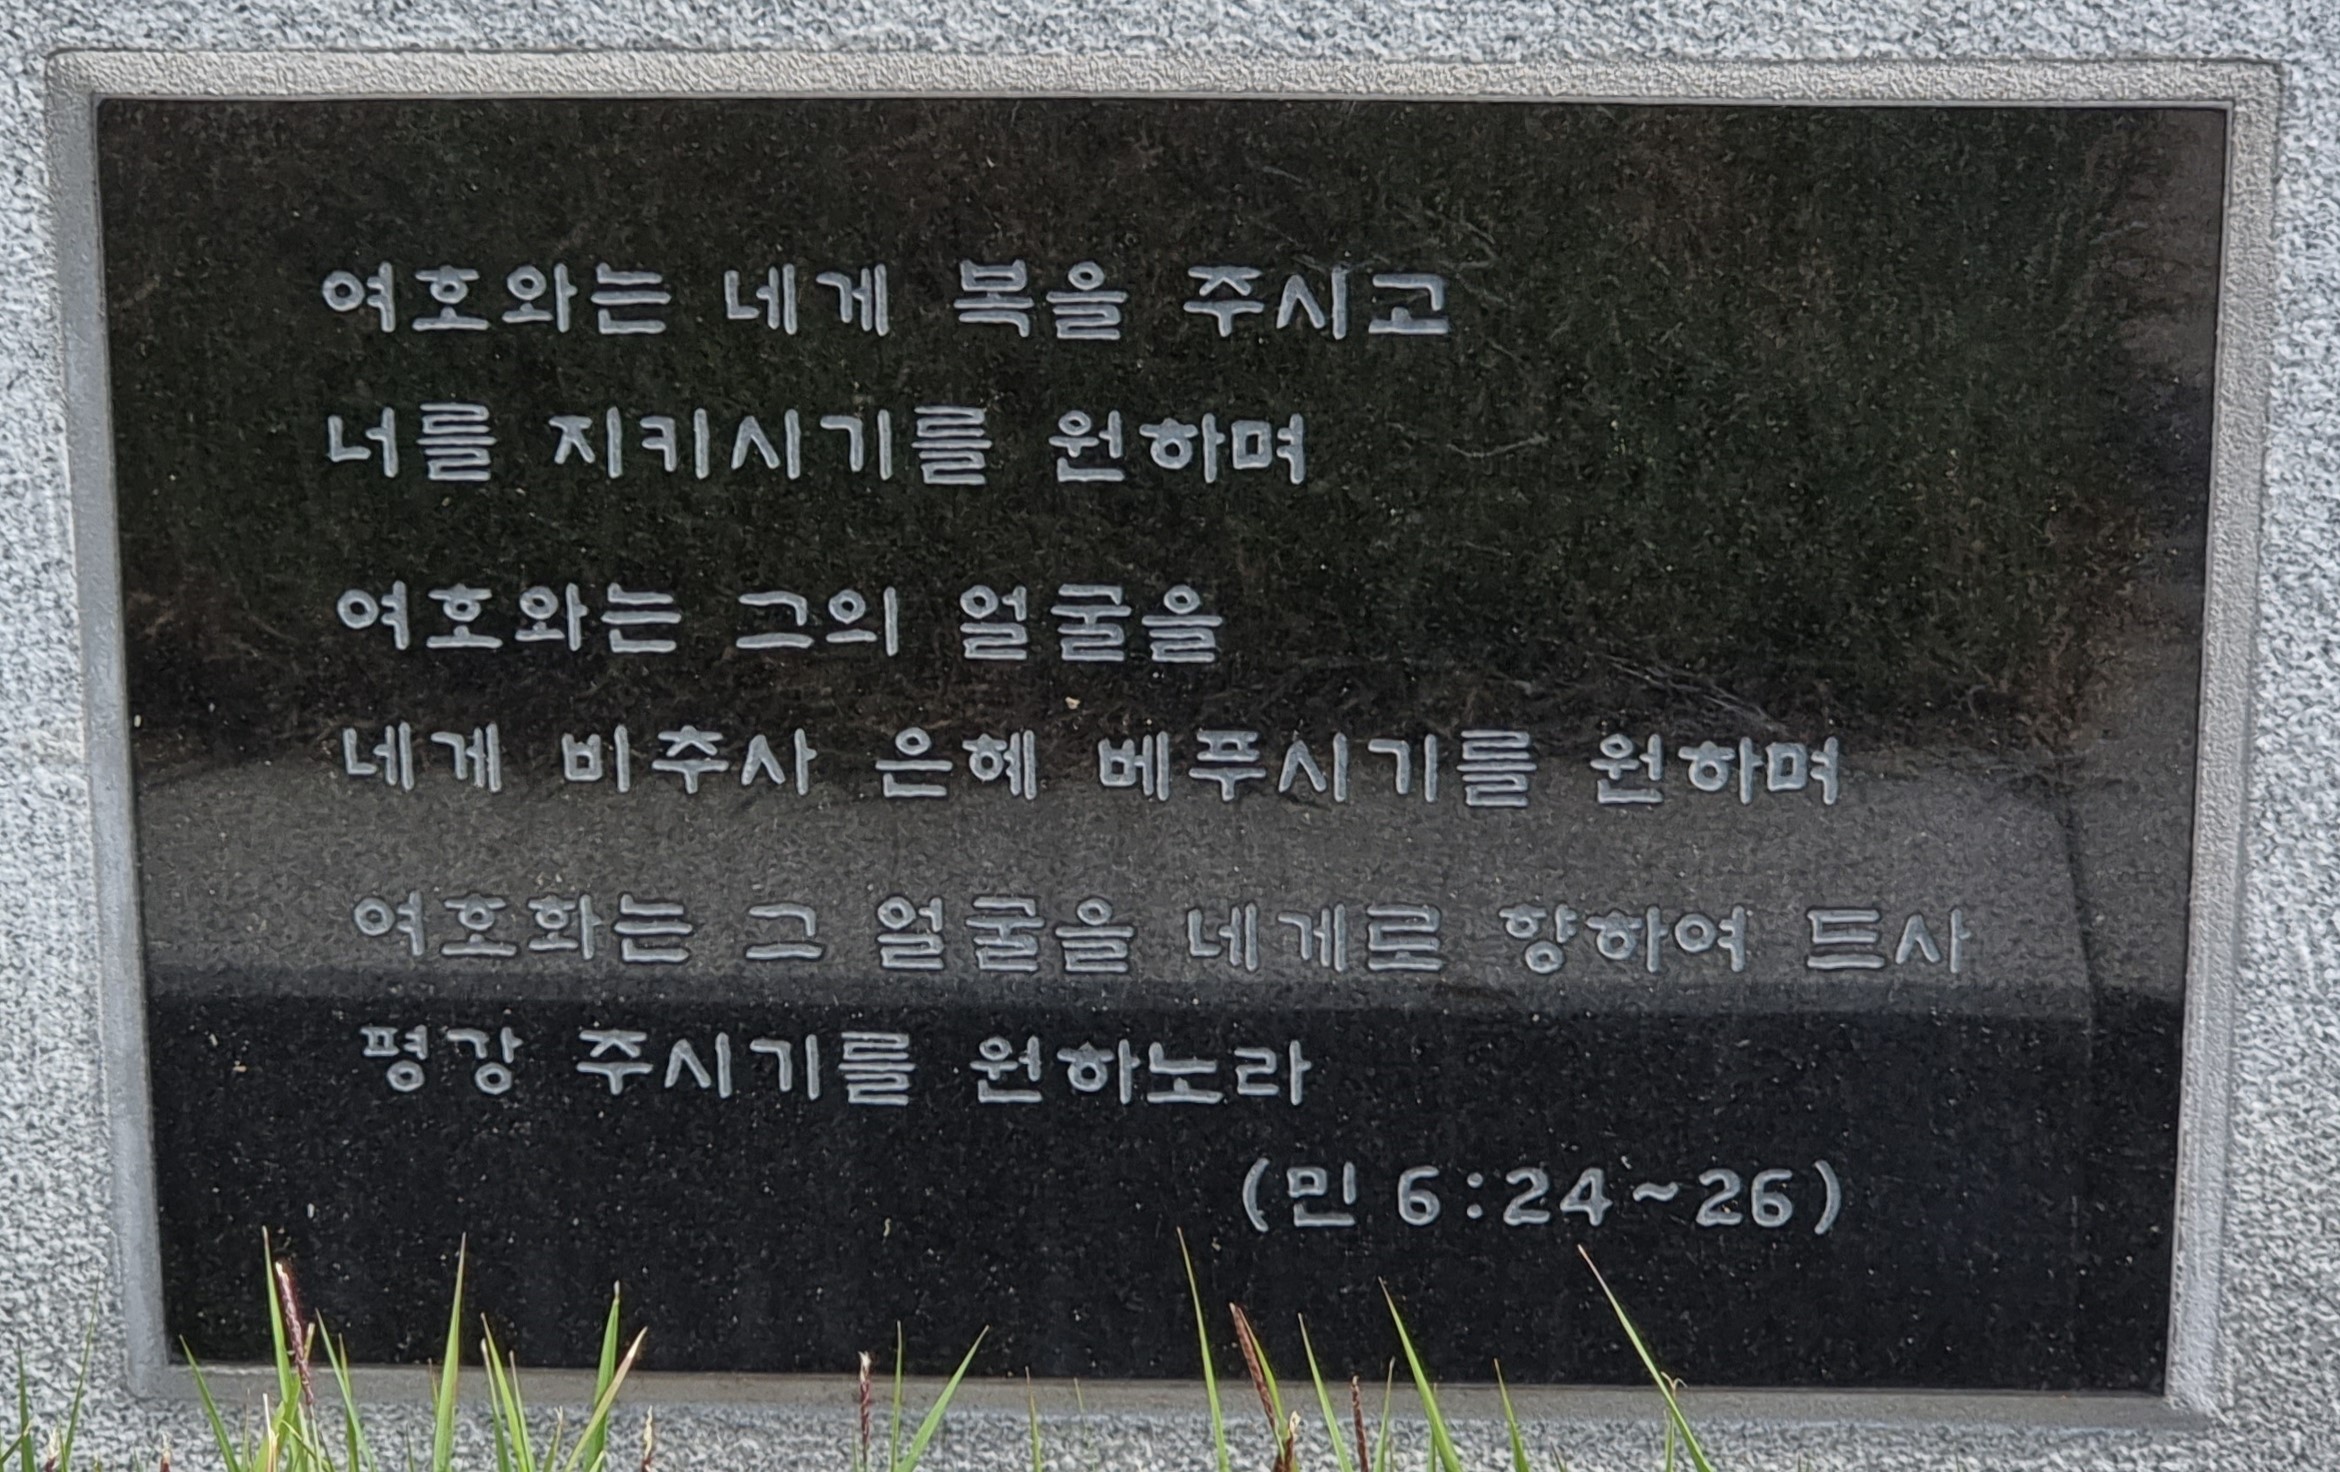 여호와는 네게 복을 주시고
너를 지키시기를 원하며
여호와는 그의 얼굴을
네게 비추사 은혜 베푸시기를 원하며
여호화는 그 얼굴을 네게로 향하여 드사
평강 주시기를 원하노라
(민 6:24~26)